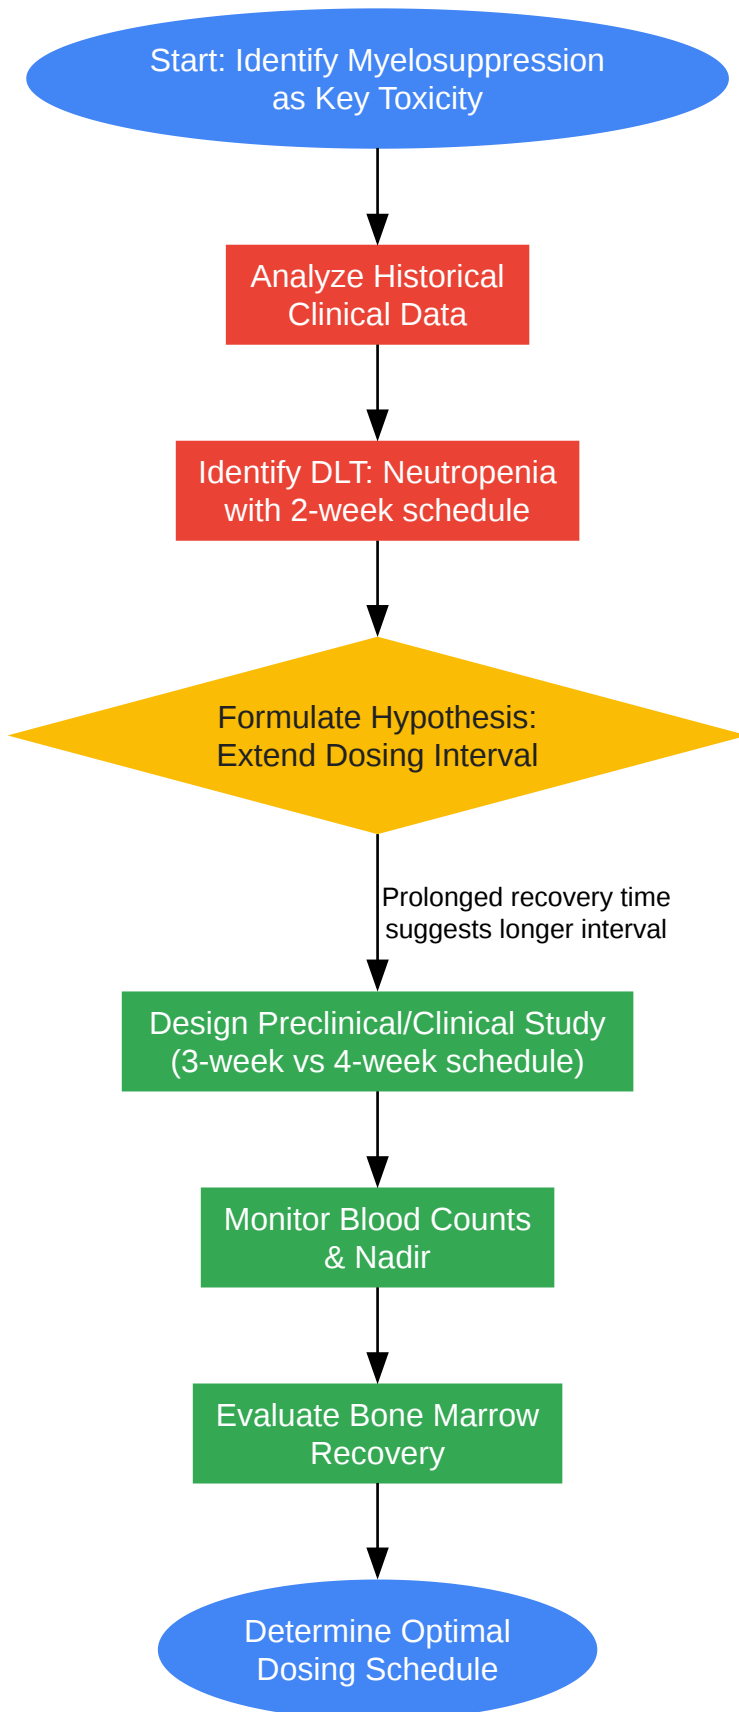 Start: Identify Myelosuppression
as Key Toxicity
Analyze Historical
Clinical Data
Identify DLT: Neutropenia
with 2-week schedule
Formulate Hypothesis:
Extend Dosing Interval
Prolonged recovery time
suggests longer interval
Design Preclinical/Clinical Study
(3-week vs 4-week schedule)
Monitor Blood Counts
& Nadir
Evaluate Bone Marrow
Recovery
Determine Optimal
Dosing Schedule